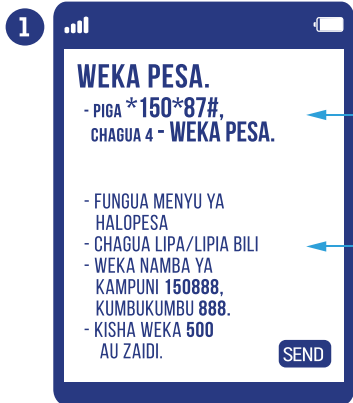 1
WEKA PESA.
- PIGA *150*87#,
CHAGUA 4 - WEKA PESA.
- FUNGUA MENYU YA
HALOPESA
- CHAGUA LIPA/LIPIA BILI
- WEKA NAMBA YA
KAMPUNI 150888,
KUMBUKUMBU 888.
- KISHA WEKA 500
AU ZAIDI.
SEND